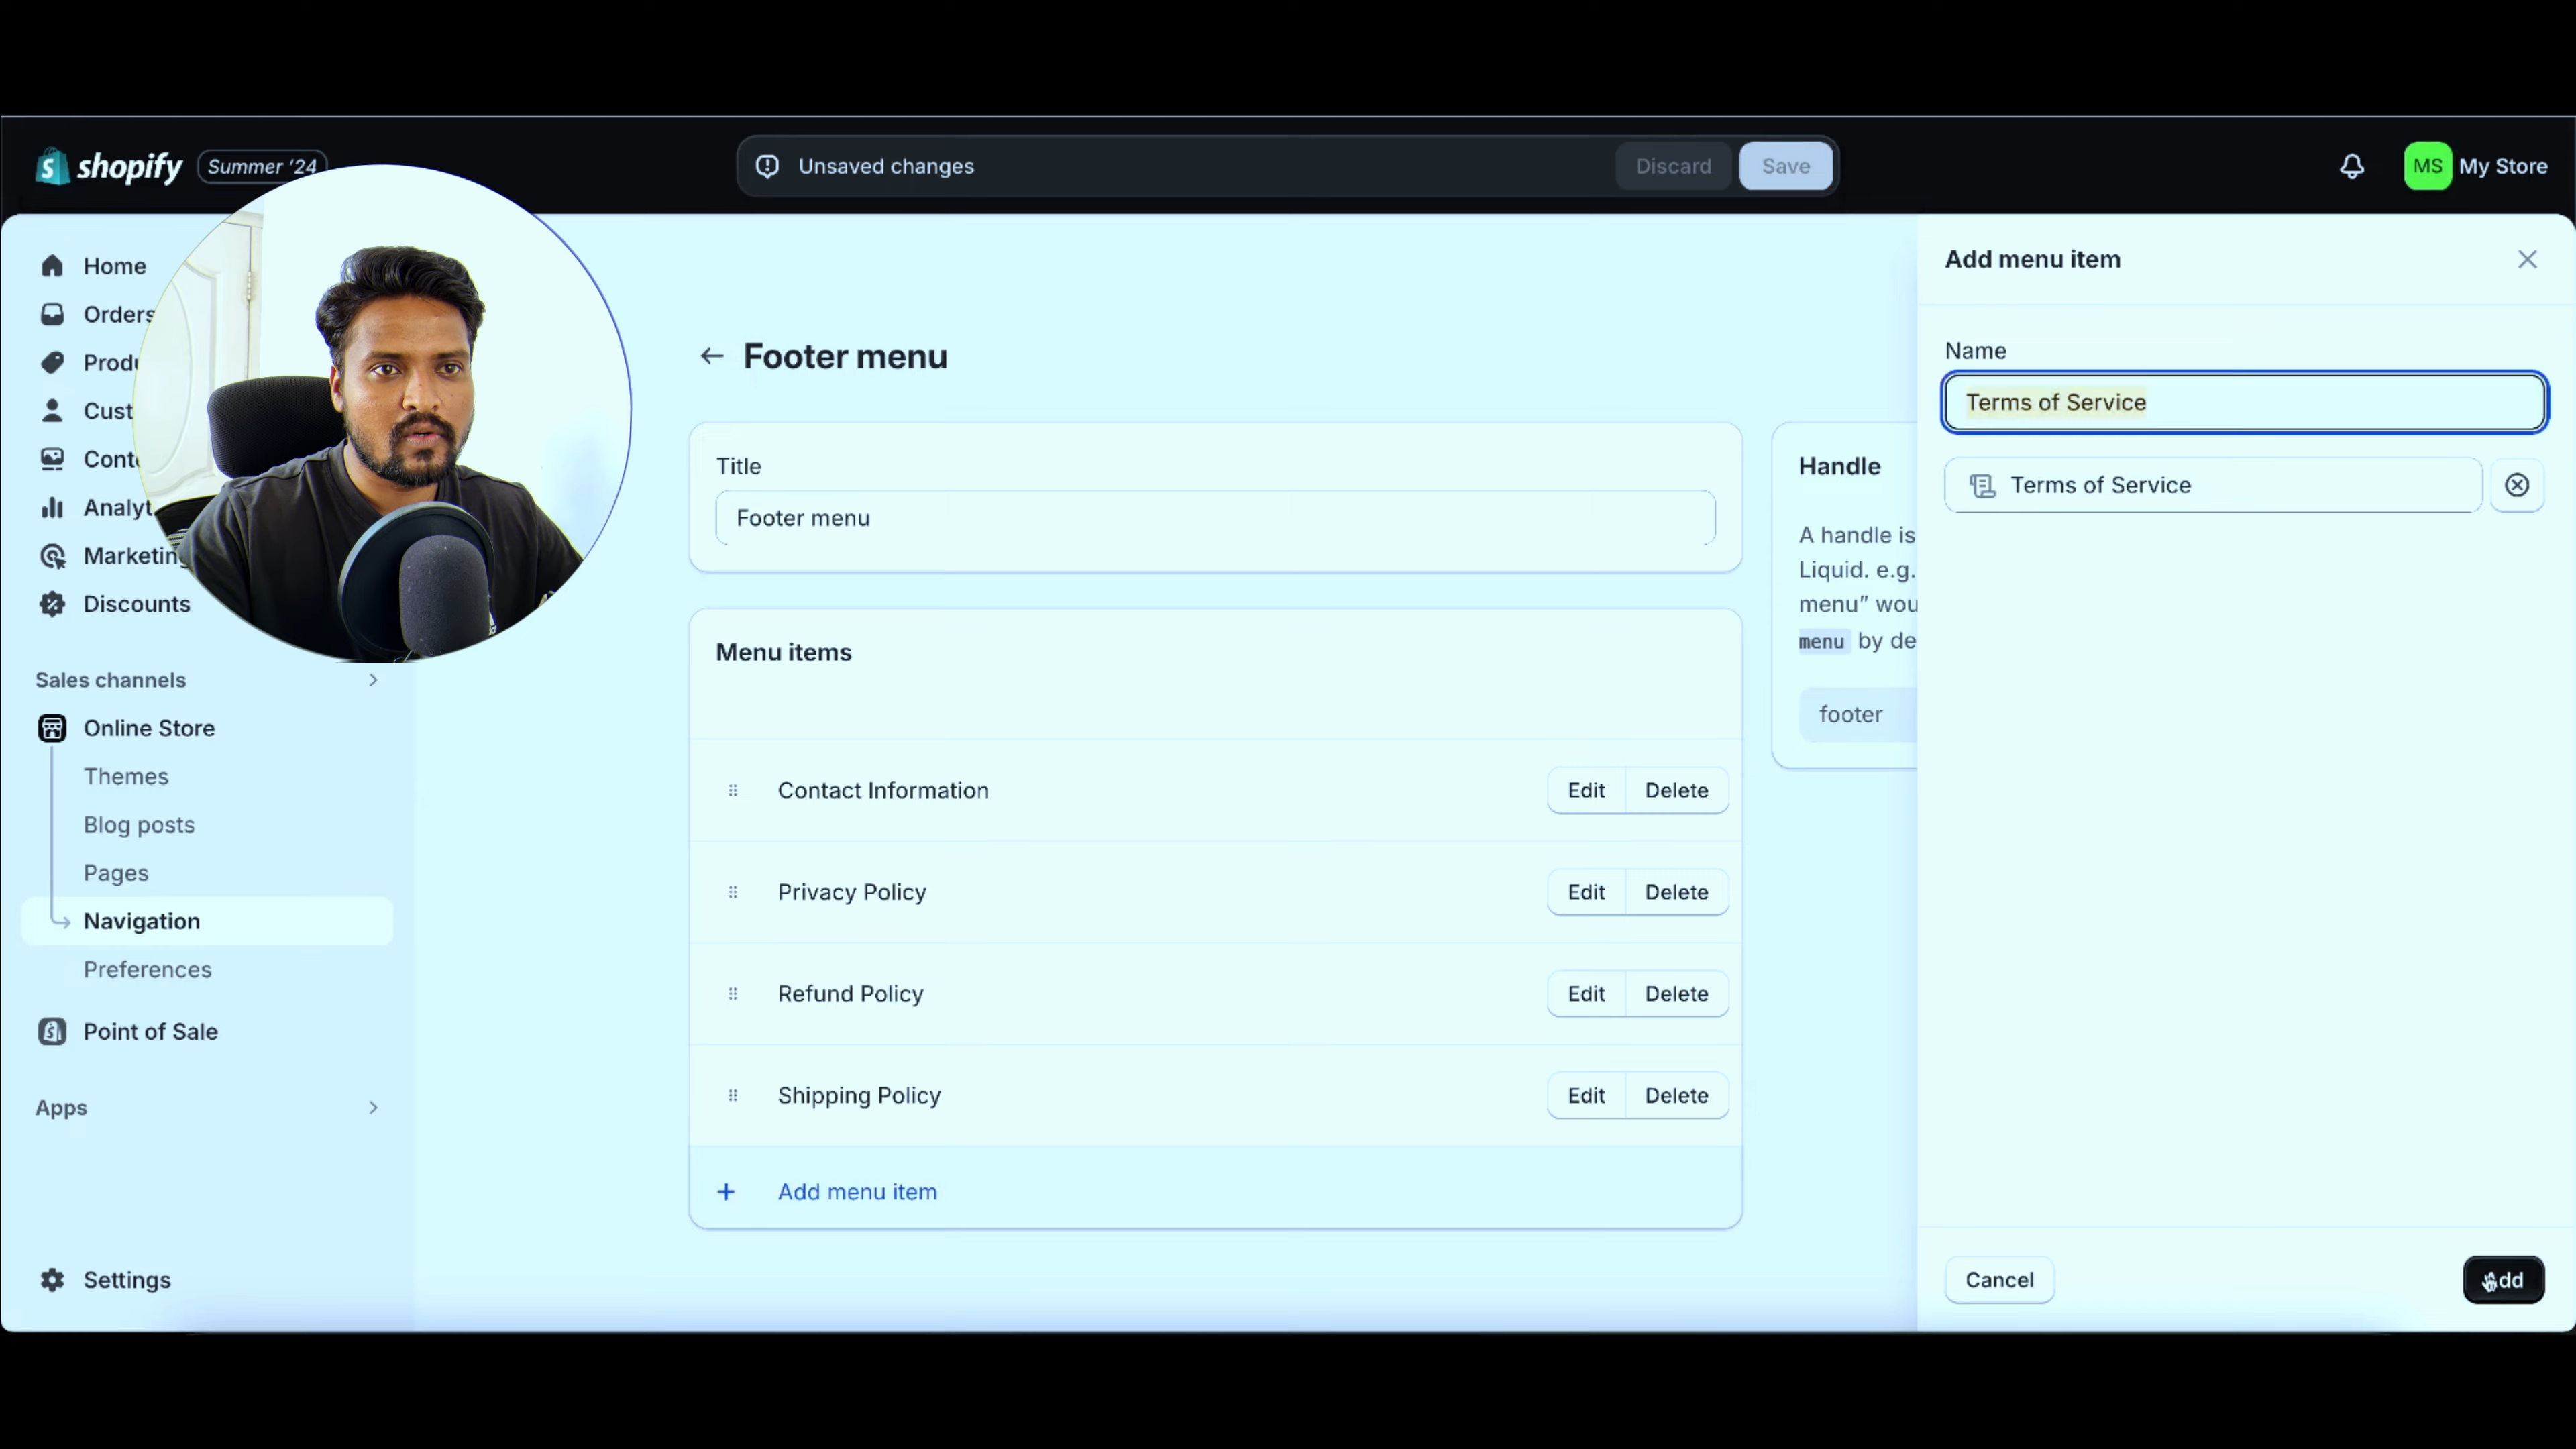 shopify
Summer '24
Unsaved changes
Discard
Save
MS
My Store
Home
Orders
Produ
Cust
Conte
Analyt
Marketing
Discounts
Sales channels
Online Store
Themes
Blog posts
Pages
Navigation
Preferences
Point of Sale
Apps
Settings
Footer menu
Title
Footer menu
Menu items
Contact Information
Edit
Delete
Privacy Policy
Edit
Delete
Refund Policy
Edit
Delete
Shipping Policy
Edit
Delete
+ Add menu item
Handle
A handle is
Liquid. e.g.
menu” wou
menu by de
footer
Add menu item
Name
Terms of Service
Terms of Service
Cancel
Add